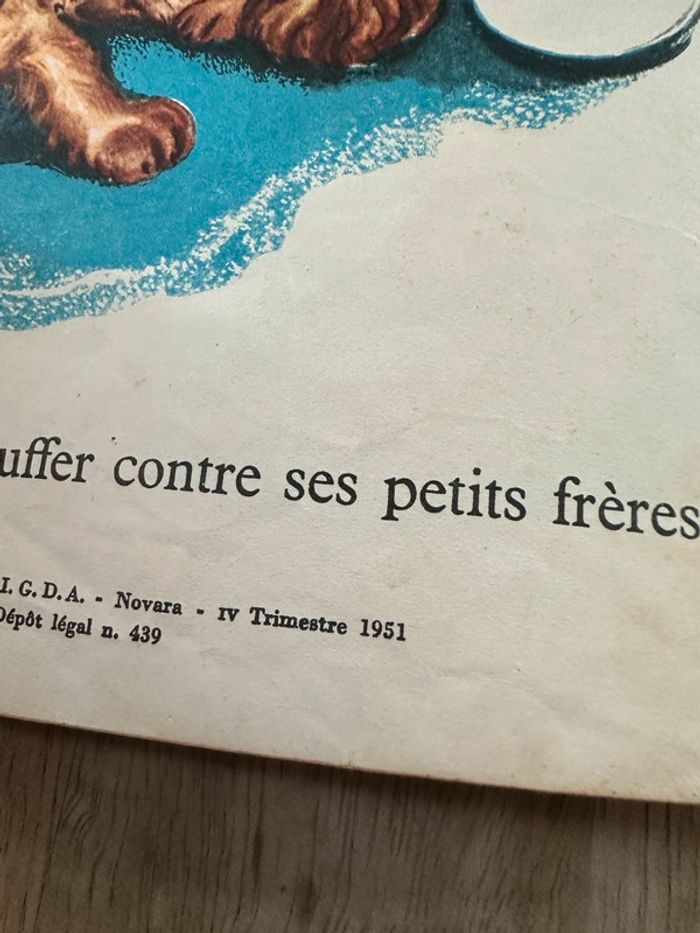 uffer contre ses petits frères
I. G. D. A. - Novara - IV Trimestre 1951
Dépôt légal n. 439